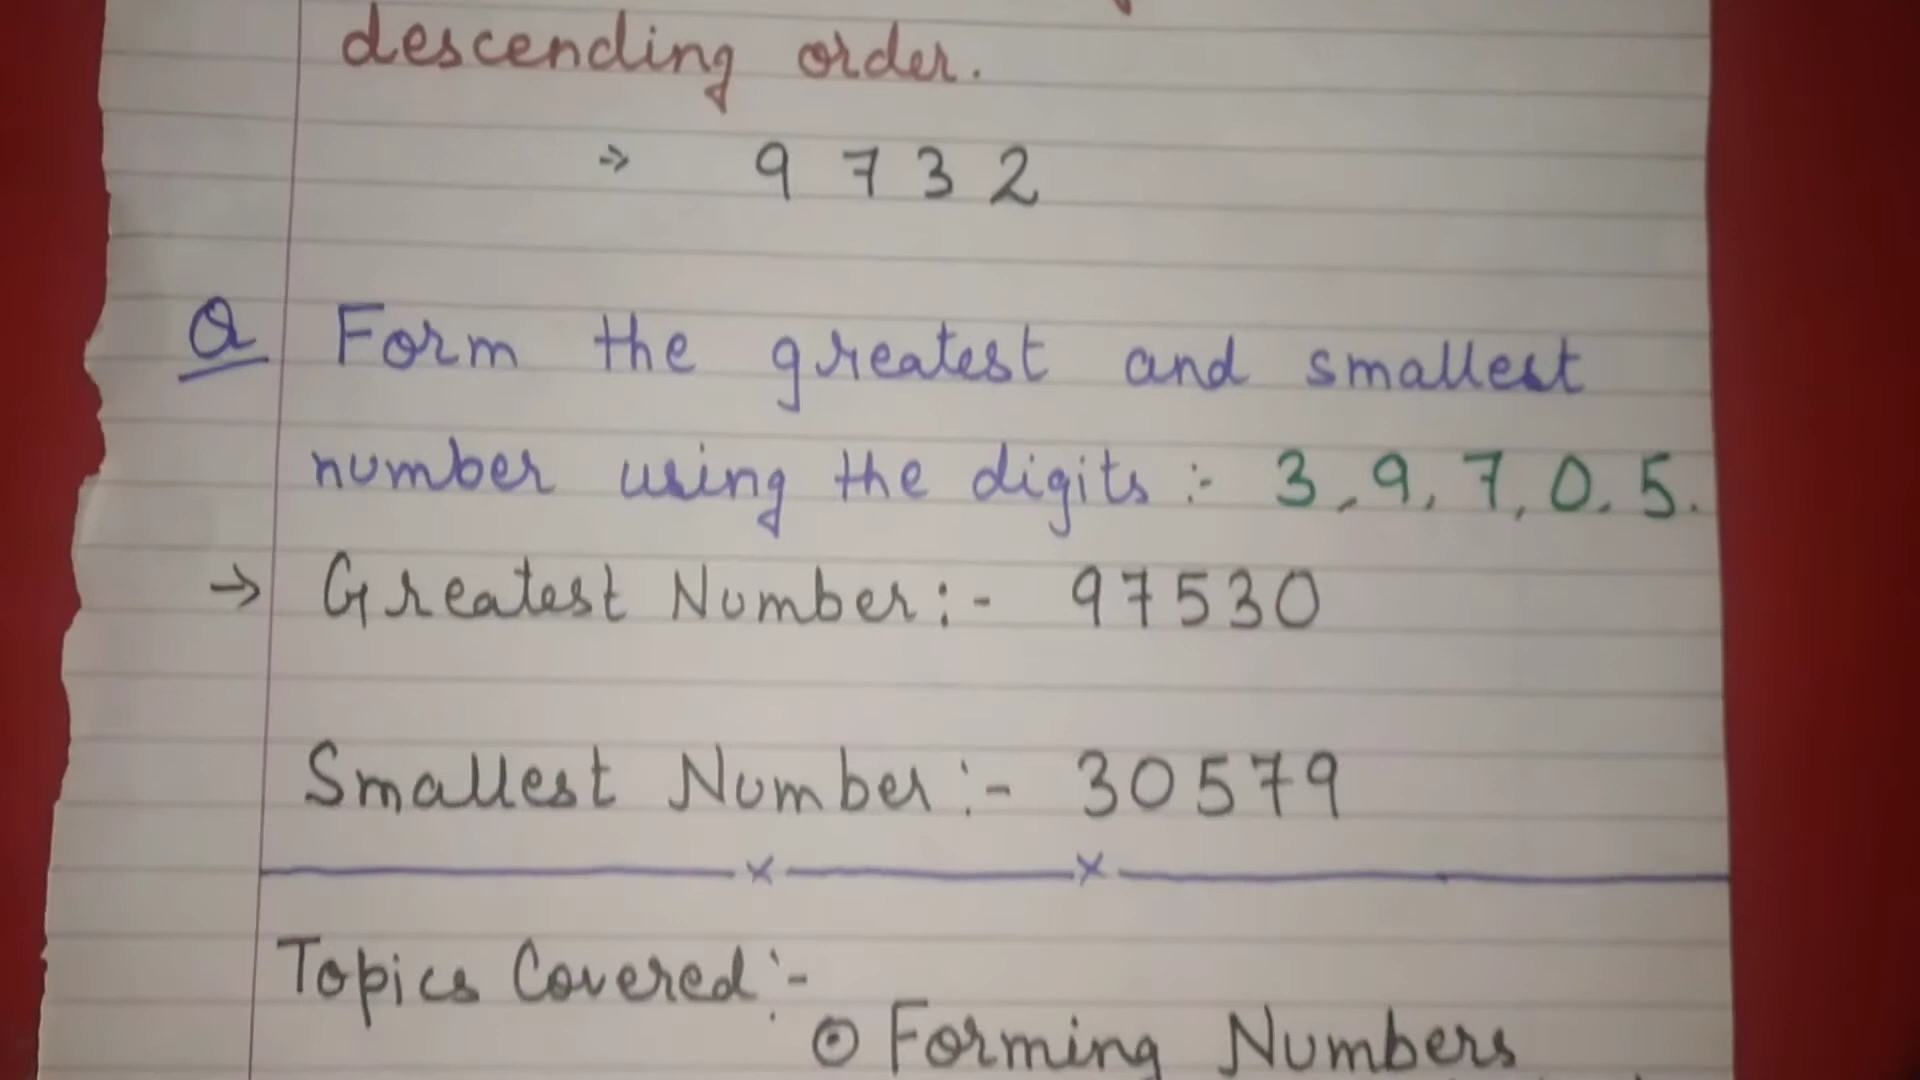 descending order.
→ 9 7 3 2
Q Form the greatest and smallest
number using the digits :- 3, 9, 7, 0, 5.
→ Greatest Number :- 97530
Smallest Number :- 30579
Topics Covered :-
⊙ Forming Numbers